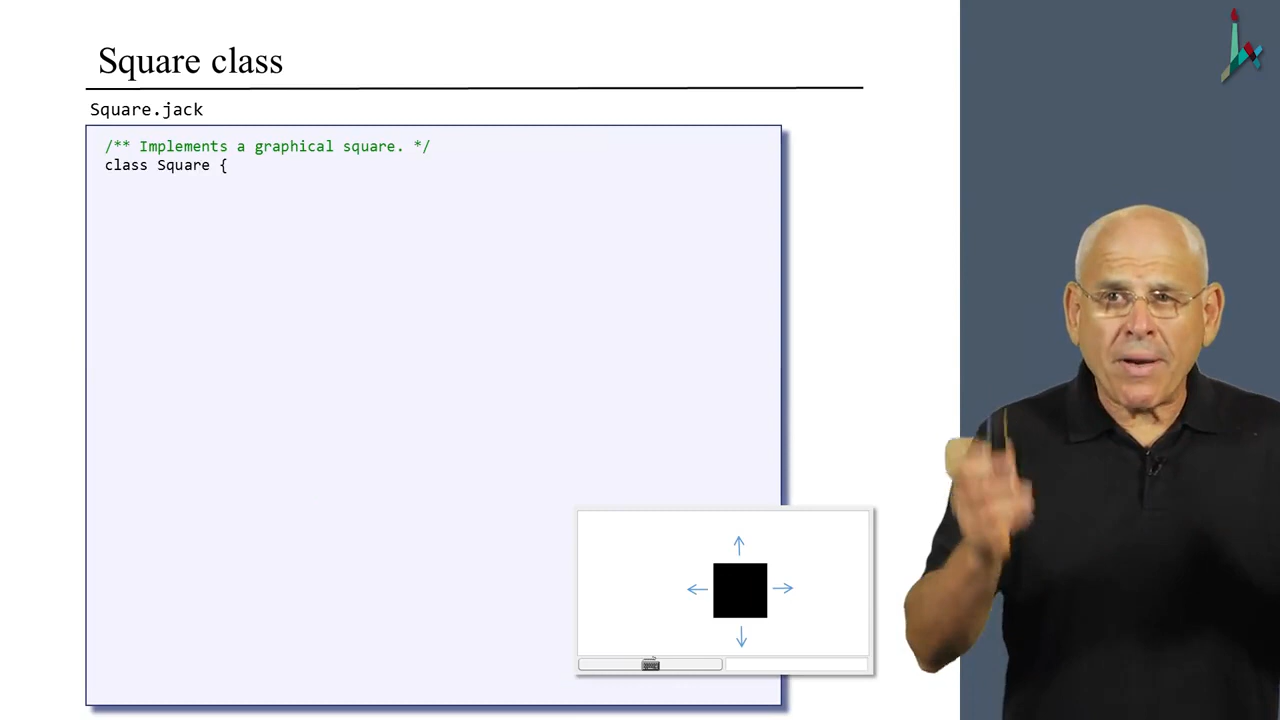 Square class
Square.jack
/** Implements a graphical square. */
class Square {